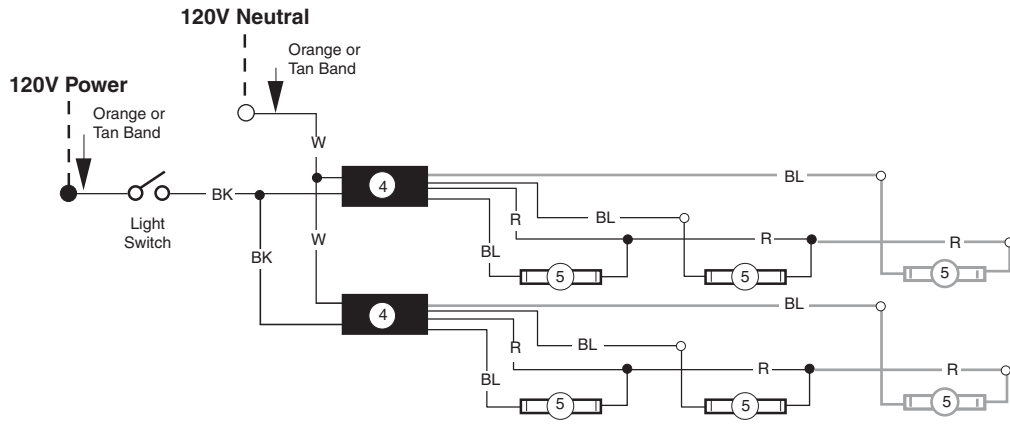 120V Neutral
Orange or
Tan Band
120V Power
Orange or
Tan Band
W
BK
Light
Switch
4
BL
BL
R
R
R
BL
W
BK
5
5
5
4
BL
BL
R
R
R
BL
5
5
5